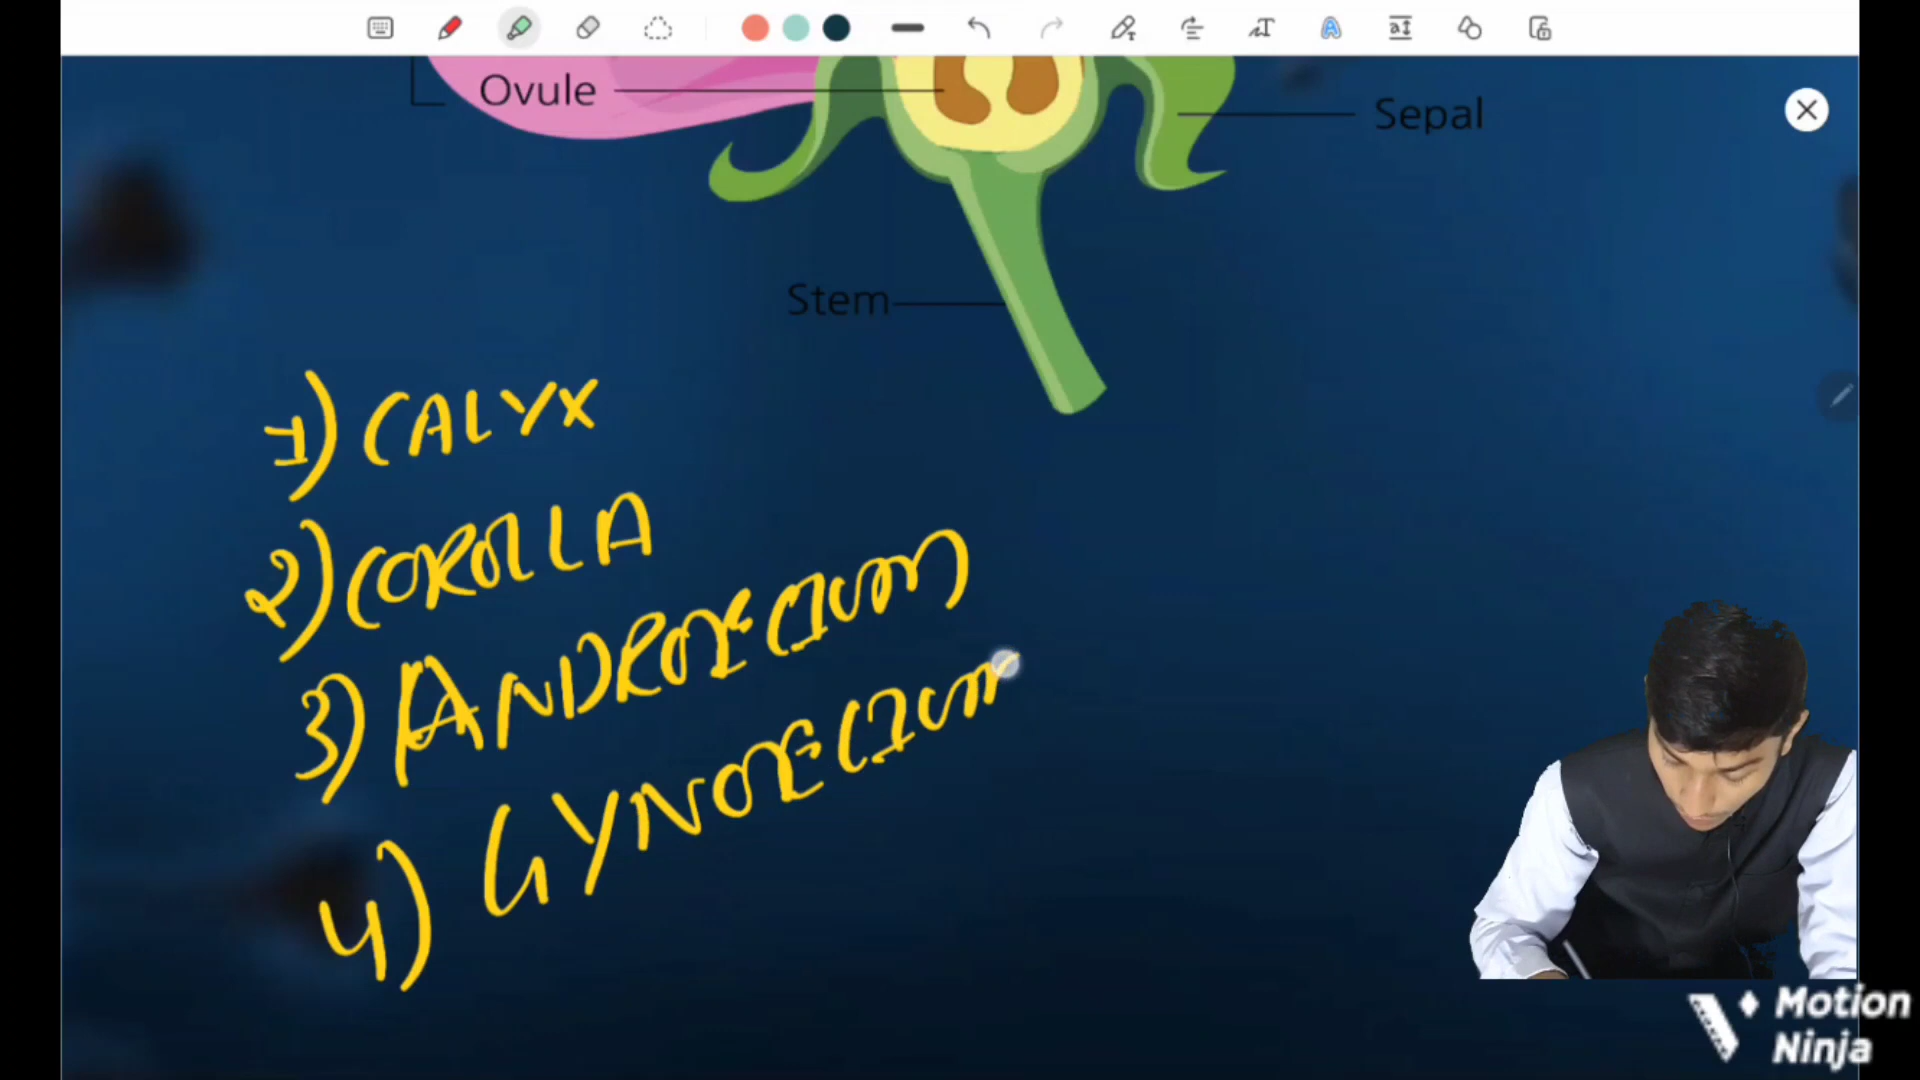 Ovule
Sepal
Stem
1) CALYX
2) COROLLA
3) ANDROECIUM
4) GYNOECIUM
Motion
Ninja